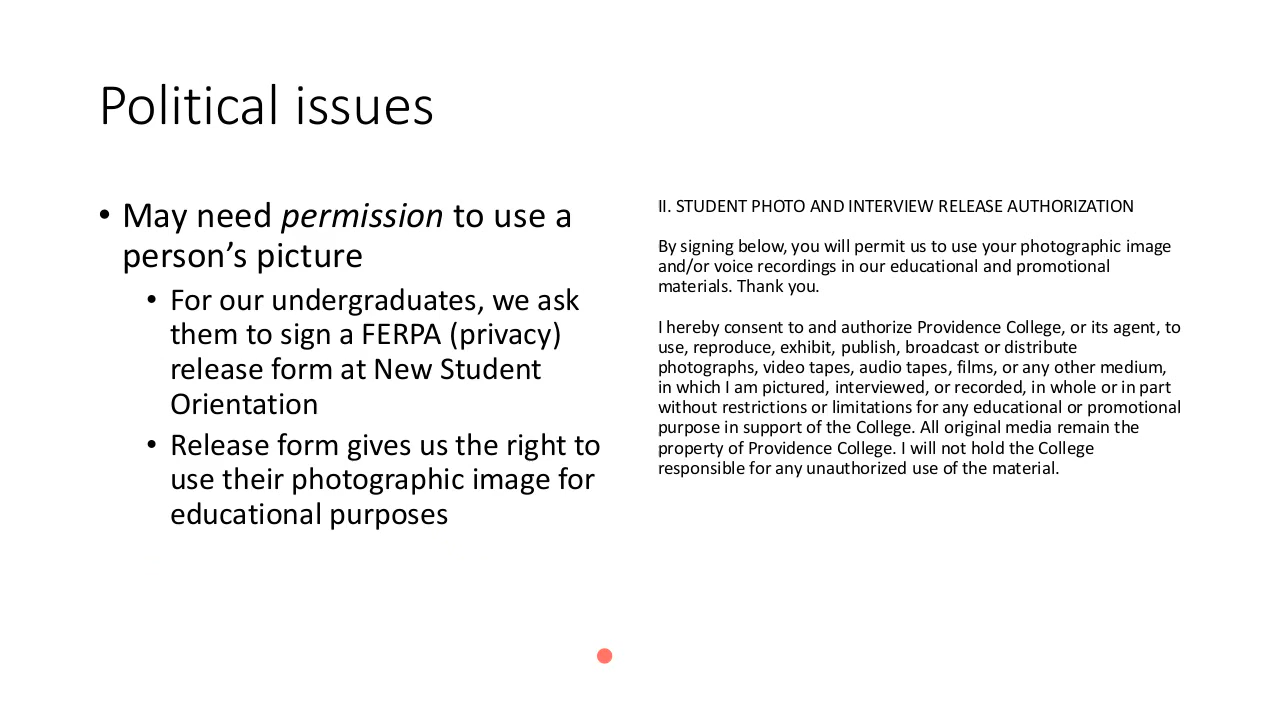 Political issues
• May need permission to use a
person’s picture
• For our undergraduates, we ask
them to sign a FERPA (privacy)
release form at New Student
Orientation
• Release form gives us the right to
use their photographic image for
educational purposes
II. STUDENT PHOTO AND INTERVIEW RELEASE AUTHORIZATION
By signing below, you will permit us to use your photographic image
and/or voice recordings in our educational and promotional
materials. Thank you.
I hereby consent to and authorize Providence College, or its agent, to
use, reproduce, exhibit, publish, broadcast or distribute
photographs, video tapes, audio tapes, films, or any other medium,
in which I am pictured, interviewed, or recorded, in whole or in part
without restrictions or limitations for any educational or promotional
purpose in support of the College. All original media remain the
property of Providence College. I will not hold the College
responsible for any unauthorized use of the material.